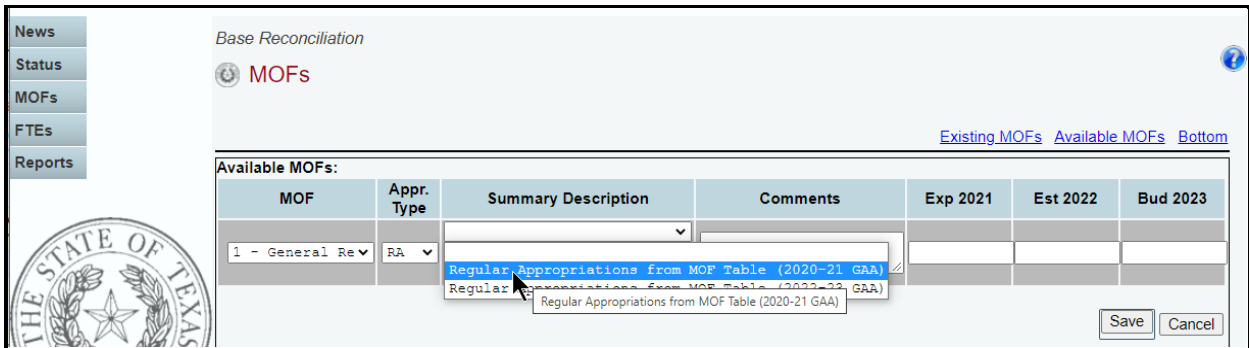 News
Status
MOFs
FTEs
Reports
Base Reconciliation
MOFs
Existing MOFs Available MOFs Bottom
Available MOFs:
MOF Appr. Type Summary Description Comments Exp 2021 Est 2022 Bud 2023
1 - General Re RA
Regular Appropriations from MOF Table (2020-21 GAA)
Regular Appropriations from MOF Table (2022-23 GAA)
Regular Appropriations from MOF Table (2020-21 GAA)
Save Cancel
THE STATE OF TEXAS